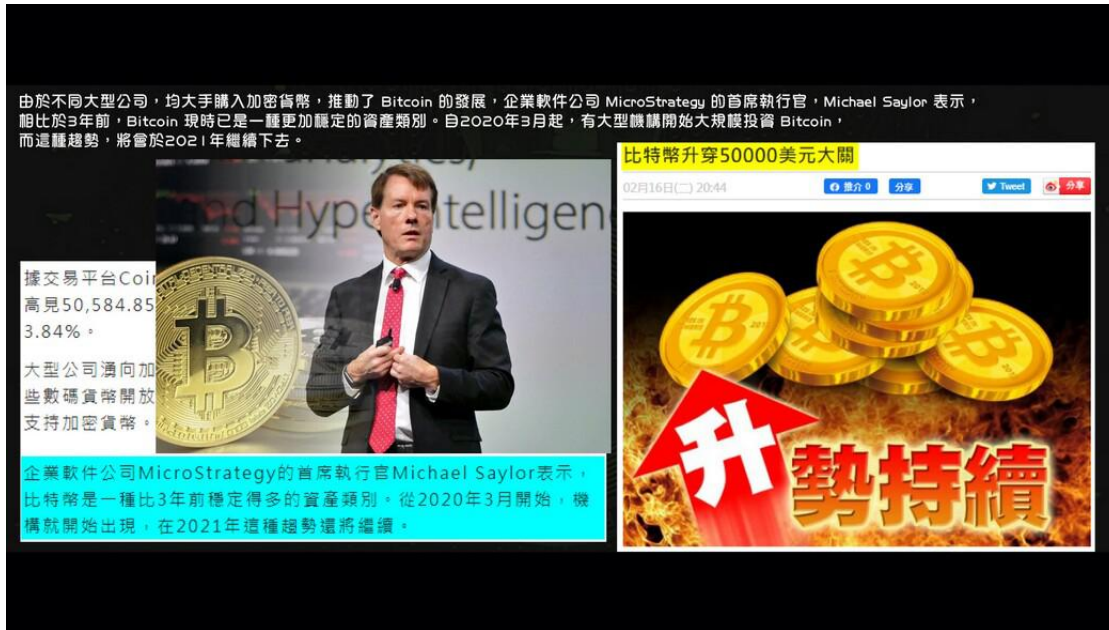 由於不同大型公司，均大手購入加密貨幣，推動了 Bitcoin 的發展，企業軟件公司 MicroStrategy 的首席執行官，Michael Saylor 表示，
相比於3年前，Bitcoin 現時已是一種更加穩定的資產類別。自2020年3月起，有大型機構開始大規模投資 Bitcoin，
而這種趨勢，將會於2021年繼續下去。
and Hyperintelligen
據交易平台Coi
高見50,584.85
3.84%。
大型公司湧向加
些數碼貨幣開放
支持加密貨幣。
企業軟件公司MicroStrategy的首席執行官Michael Saylor表示，
比特幣是一種比3年前穩定得多的資產類別。從2020年3月開始，機
構就開始出現，在2021年這種趨勢還將繼續。
比特幣升穿50000美元大關
02月16日(二) 20:44
推介 0 分享 Tweet 分享
升
勢持續